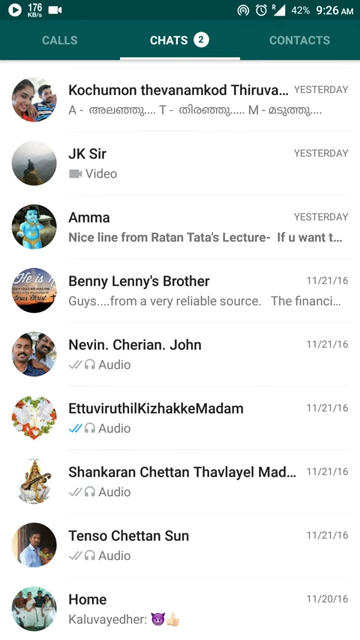 176 KB/s 42% 9:26 AM
CALLS CHATS 2 CONTACTS
Kochumon thevanamkod Thiruva... YESTERDAY
A - അലഞ്ഞു.... T - തിരഞ്ഞു..... M - മടുത്തു....
JK Sir YESTERDAY
Video
Amma YESTERDAY
Nice line from Ratan Tata's Lecture- If u want t...
Benny Lenny's Brother 11/21/16
Guys....from a very reliable source. The financi...
He is
Jesus Christ
Nevin. Cherian. John 11/21/16
Audio
EttuviruthilKizhakkeMadam 11/21/16
Audio
Shankaran Chettan Thavlayel Mad... 11/21/16
Audio
Tenso Chettan Sun 11/21/16
Audio
Home 11/20/16
Kaluvayedher: 😈👍🏻